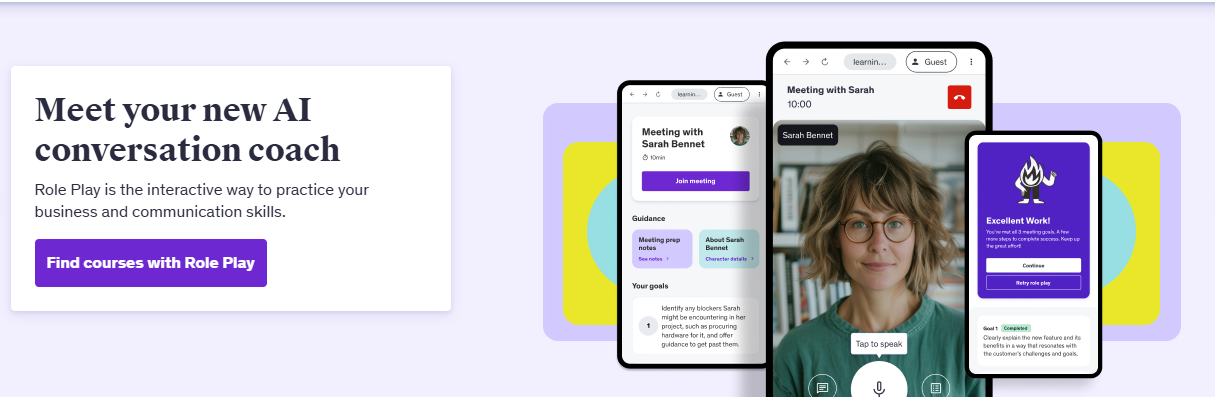 Meet your new AI
conversation coach
Role Play is the interactive way to practice your
business and communication skills.
Find courses with Role Play
learnin...
Guest
Meeting with
Sarah Bennet
10min
Join meeting
Guidance
Meeting prep
notes
See notes
About Sarah
Bennet
Character details
Your goals
1
Identify any blockers Sarah
might be encountering in her
project, such as procuring
hardware for it, and offer
guidance to get past them.
learnin...
Guest
Meeting with Sarah
10:00
Sarah Bennet
Tap to speak
Excellent Work!
You've met all 3 meeting goals. A few
more steps to complete success. Keep up
the great effort!
Continue
Retry role play
Goal 1 Completed
Clearly explain the new feature and its
benefits in a way that resonates with
the customer's challenges and goals.